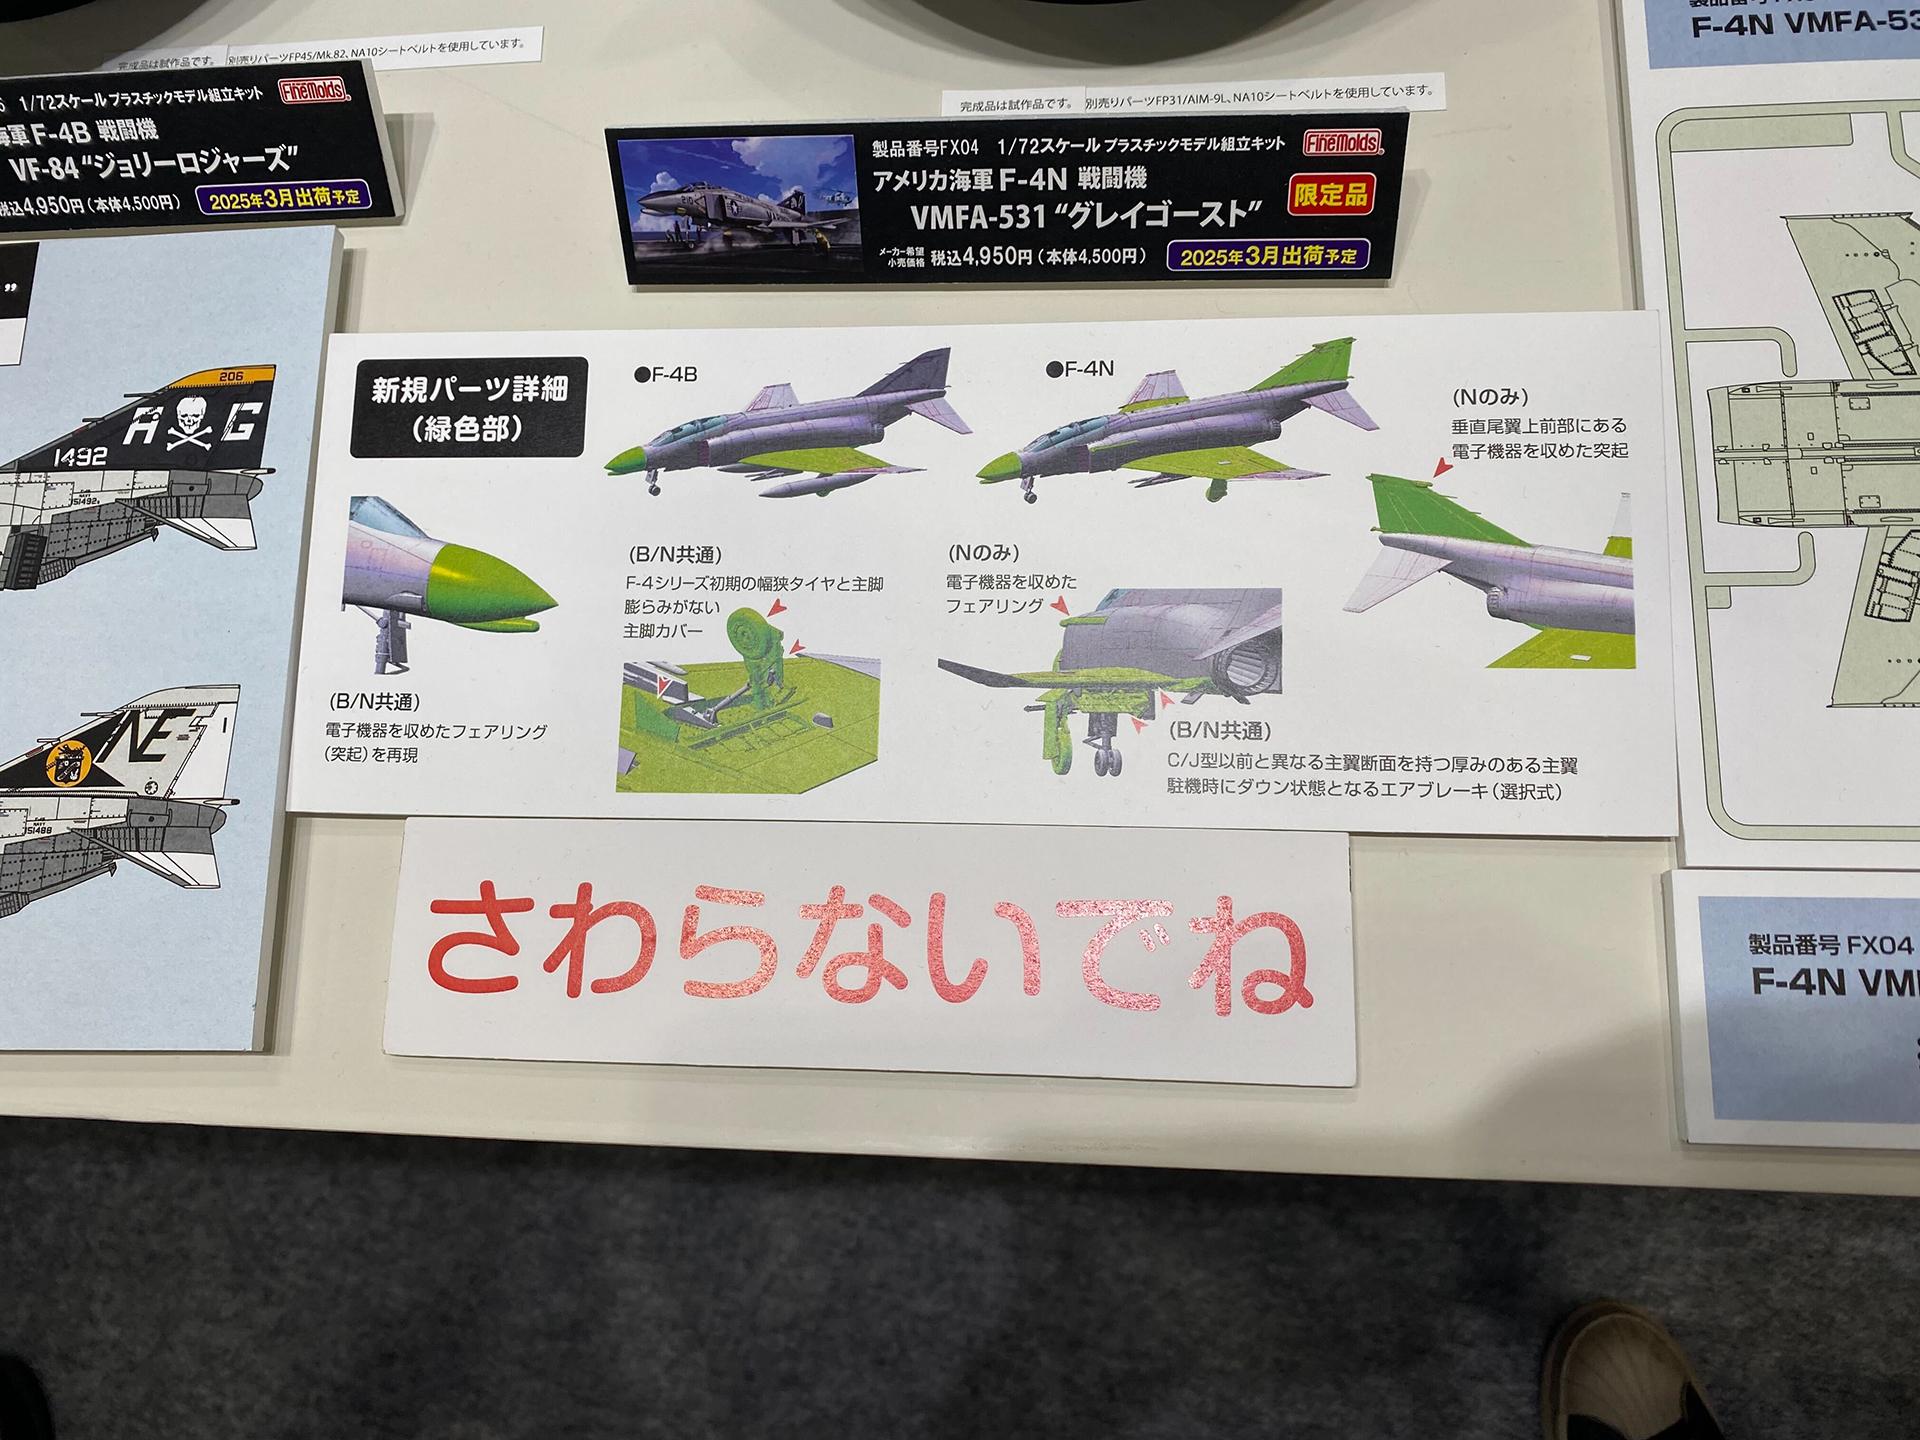 完成品は試作品です。 別売りパーツFP45/Mk.82、NA10シートベルトを使用しています。
1/72スケール プラスチックモデル組立キット FineMolds
海軍 F-4B 戦闘機
VF-84 “ジョリーロジャーズ”
税込4,950円(本体4,500円) 2025年3月出荷予定
完成品は試作品です。 別売りパーツFP31/AIM-9L、NA10シートベルトを使用しています。
製品番号FX04 1/72スケール プラスチックモデル組立キット FineMolds
アメリカ海軍 F-4N 戦闘機
VMFA-531 “グレイゴースト” 限定品
メーカー希望小売価格 税込4,950円(本体4,500円) 2025年3月出荷予定
F-4N VMFA-53
206
A G
1492
NAVY
151492
NE
NAVY
151488
新規パーツ詳細
(緑色部)
●F-4B
●F-4N
(Nのみ)
垂直尾翼上前部にある
電子機器を収めた突起
(B/N共通)
電子機器を収めたフェアリング
(突起)を再現
(B/N共通)
F-4シリーズ初期の幅狭タイヤと主脚
膨らみがない
主脚カバー
(Nのみ)
電子機器を収めた
フェアリング
(B/N共通)
C/J型以前と異なる主翼断面を持つ厚みのある主翼
駐機時にダウン状態となるエアブレーキ(選択式)
さわらないでね
製品番号 FX04
F-4N VM